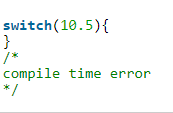 switch(10.5){
}
/*
compile time error
*/